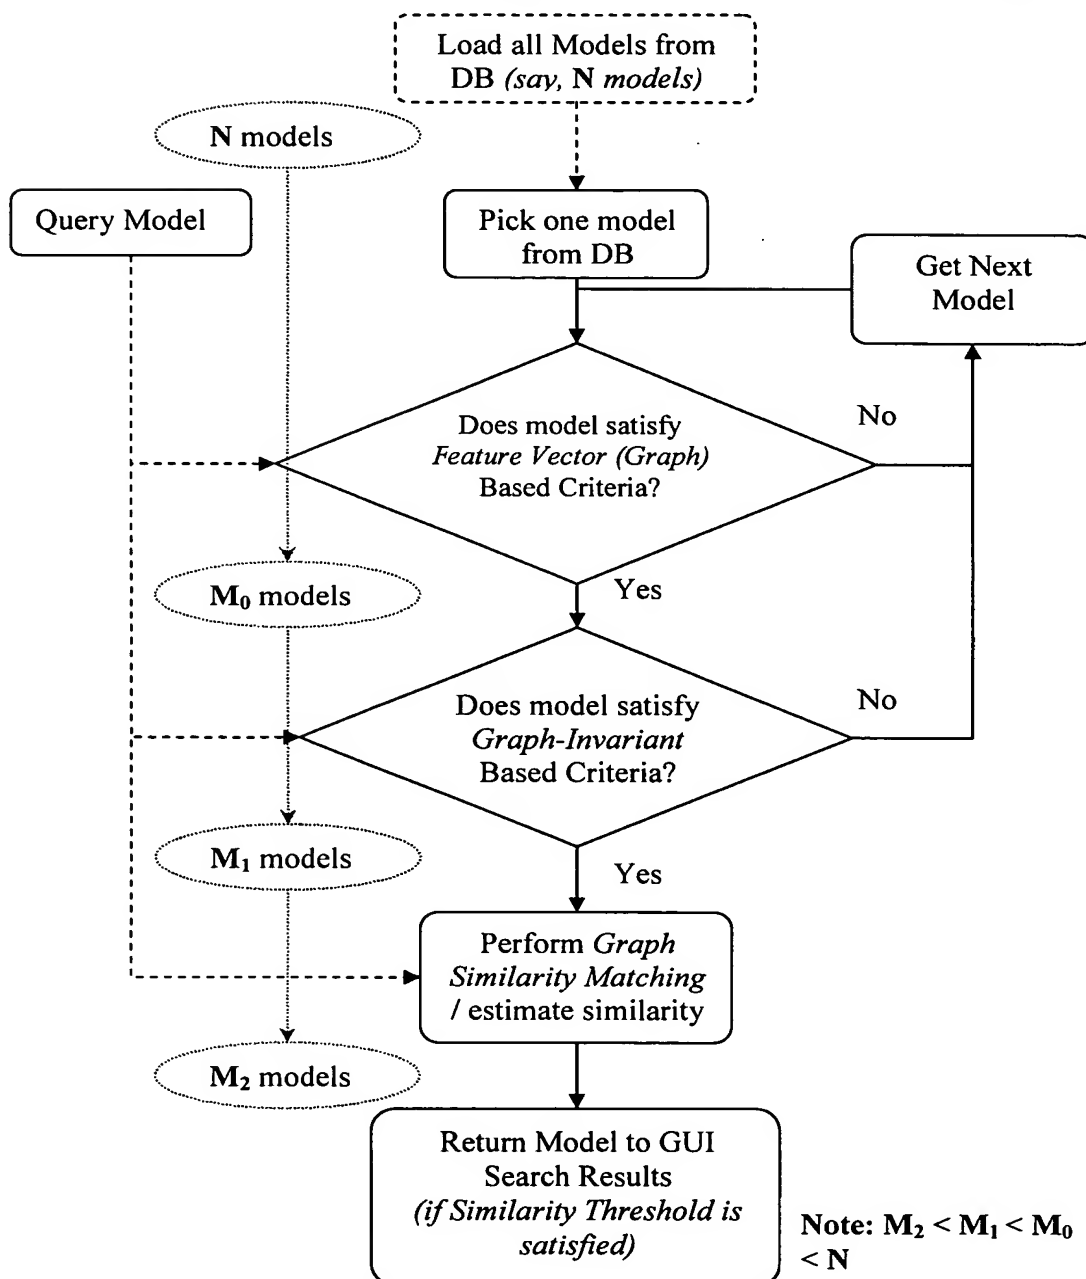 Load all Models from
DB (say, N models)
N models
Query Model
Pick one model
from DB
Get Next
Model
Does model satisfy
Feature Vector (Graph)
Based Criteria?
No
M₀ models
Yes
Does model satisfy
Graph-Invariant
Based Criteria?
No
M₁ models
Yes
Perform Graph
Similarity Matching
/ estimate similarity
M₂ models
Return Model to GUI
Search Results
(if Similarity Threshold is
satisfied)
Note: M₂ < M₁ < M₀
< N